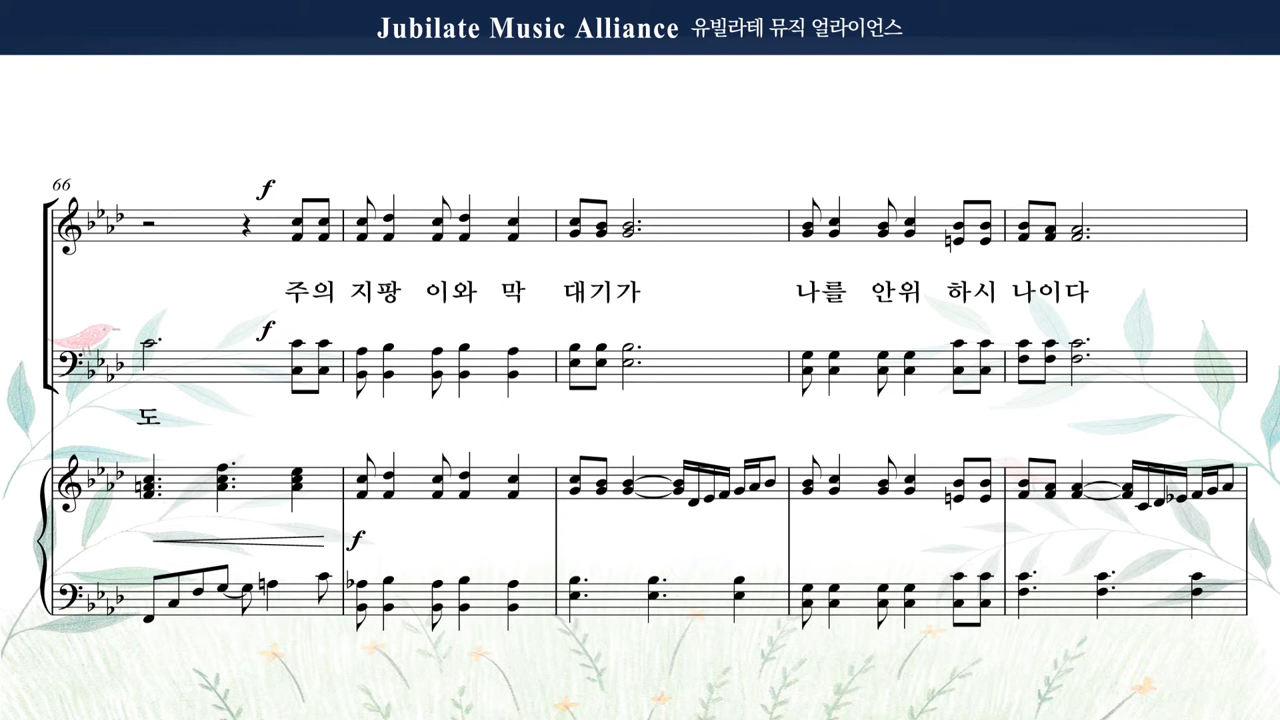 Jubilate Music Alliance 유빌라테 뮤직 얼라이언스
66
f
주의 지팡 이와 막 대기가 나를 안위 하시 나이다
f
도
f